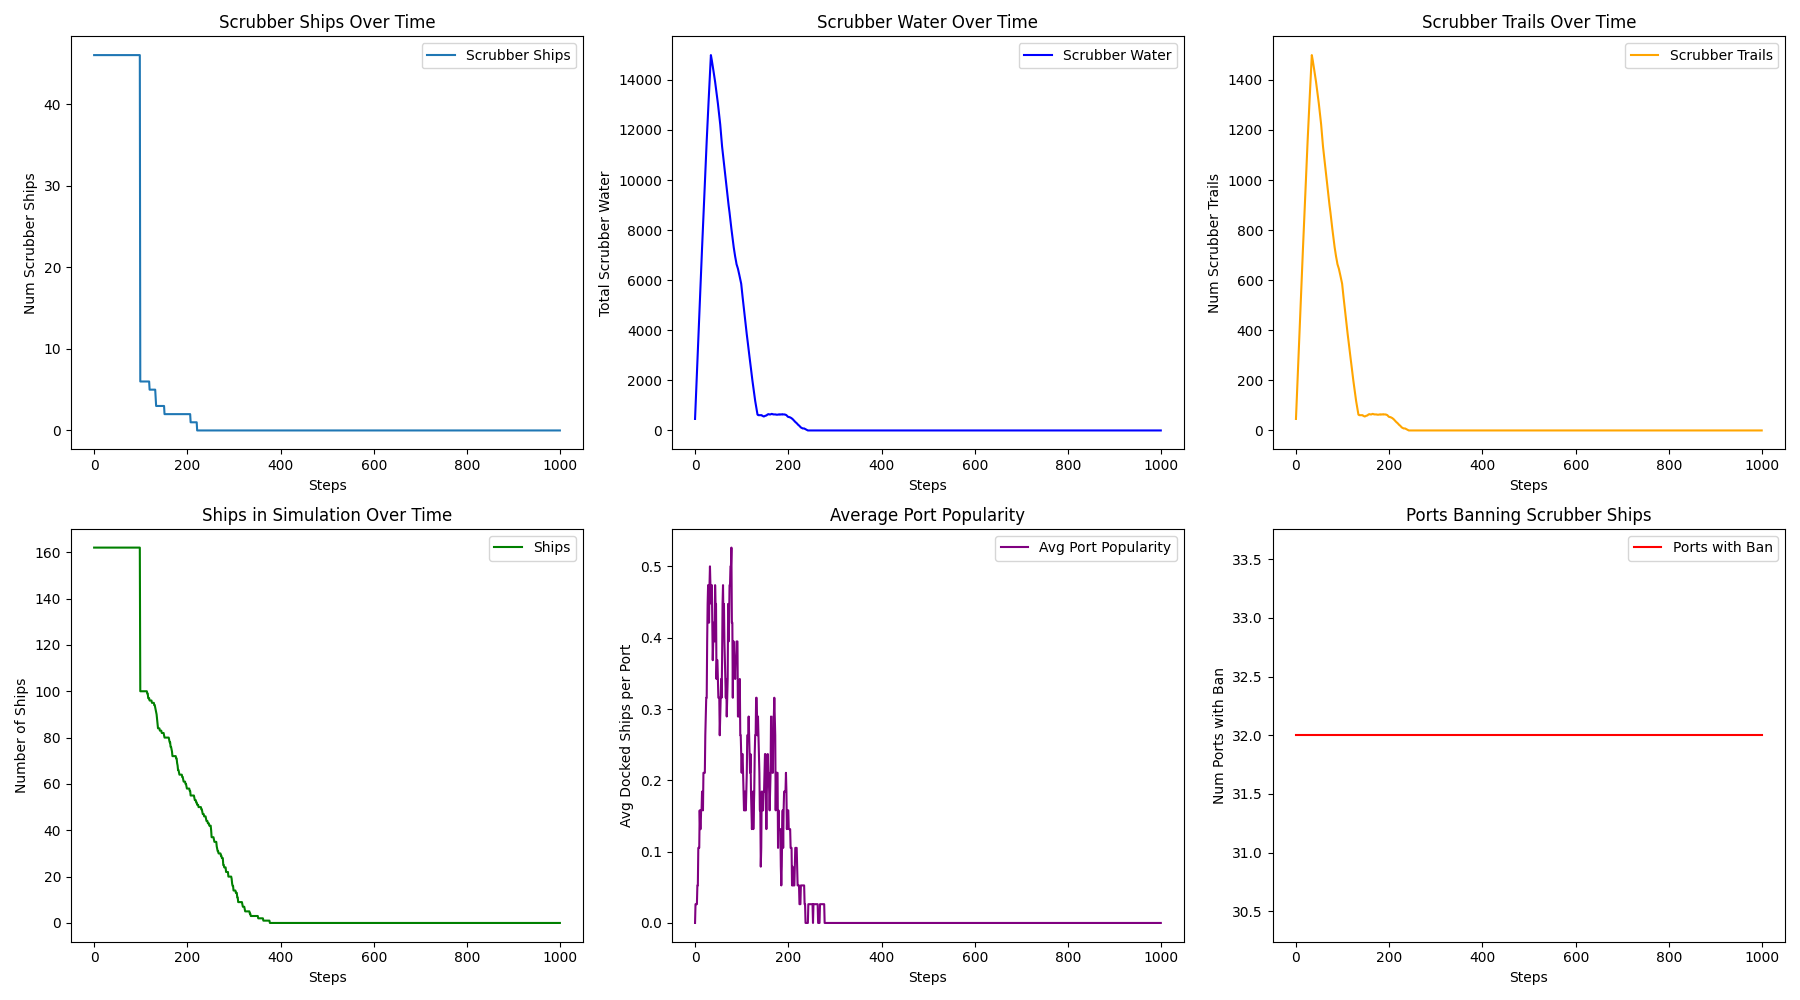 Scrubber Ships Over Time
Scrubber Ships
Num Scrubber Ships
40
30
20
10
0
0 200 400 600 800 1000
Steps
Scrubber Water Over Time
Scrubber Water
Total Scrubber Water
14000
12000
10000
8000
6000
4000
2000
0
0 200 400 600 800 1000
Steps
Scrubber Trails Over Time
Scrubber Trails
Num Scrubber Trails
1400
1200
1000
800
600
400
200
0
0 200 400 600 800 1000
Steps
Ships in Simulation Over Time
Ships
Number of Ships
160
140
120
100
80
60
40
20
0
0 200 400 600 800 1000
Steps
Average Port Popularity
Avg Port Popularity
Avg Docked Ships per Port
0.5
0.4
0.3
0.2
0.1
0.0
0 200 400 600 800 1000
Steps
Ports Banning Scrubber Ships
Ports with Ban
Num Ports with Ban
33.5
33.0
32.5
32.0
31.5
31.0
30.5
0 200 400 600 800 1000
Steps